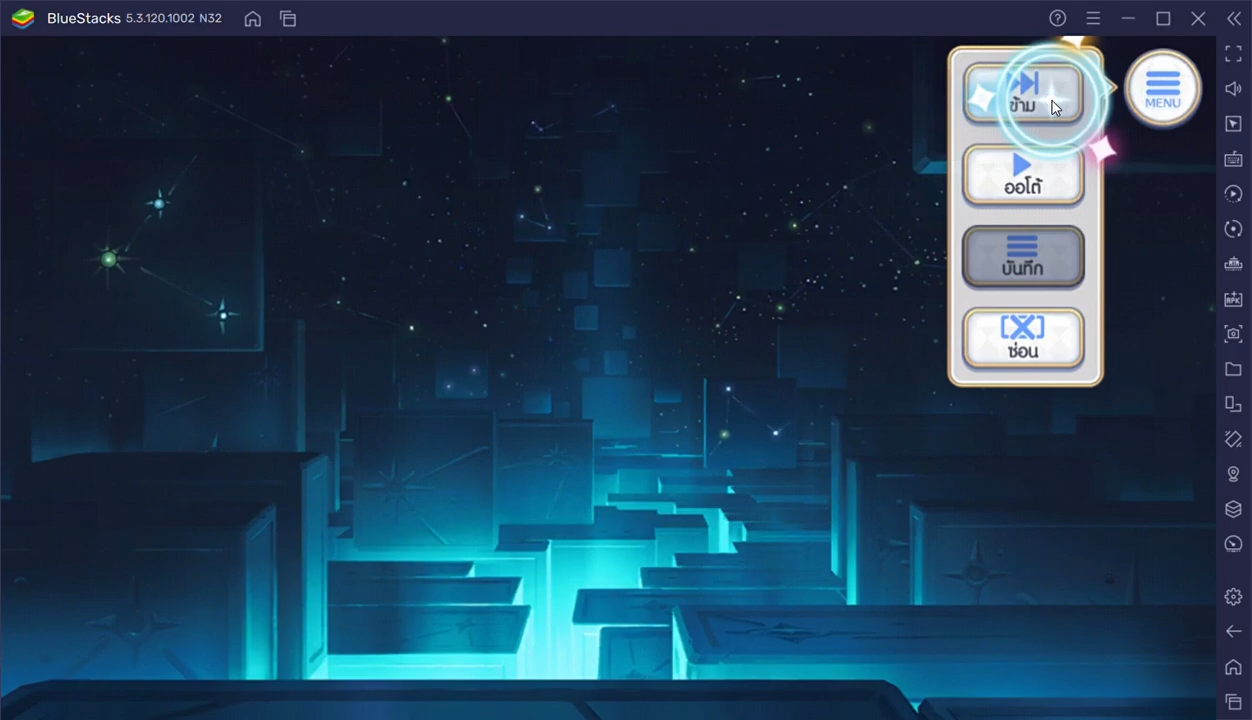 BlueStacks 5.3.120.1002 N32
MENU
ข้าม
ออโต้
บันทึก
ซ่อน
RPK